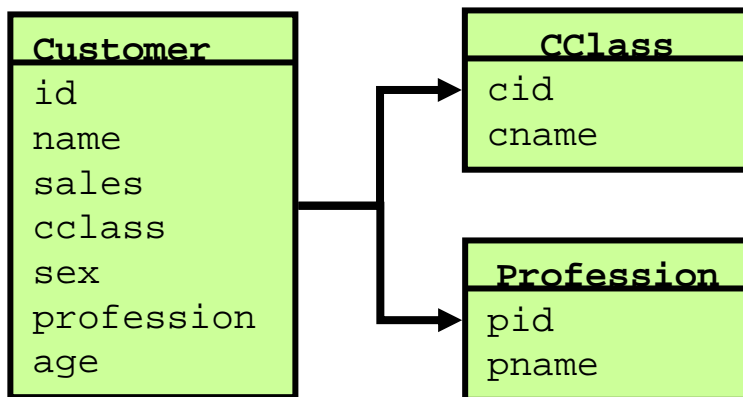 Customer
id
name
sales
cclass
sex
profession
age
CClass
cid
cname
Profession
pid
pname